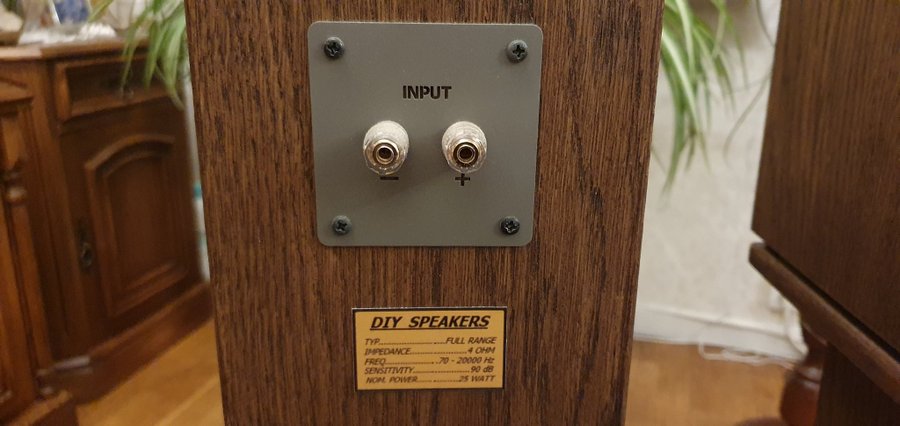 INPUT
- +
DIY SPEAKERS
TYP..................FULL RANGE
IMPEDANCE...............4 OHM
FREQ..............70 - 20000 Hz
SENSITIVITY...............90 dB
NOM. POWER...........25 WATT